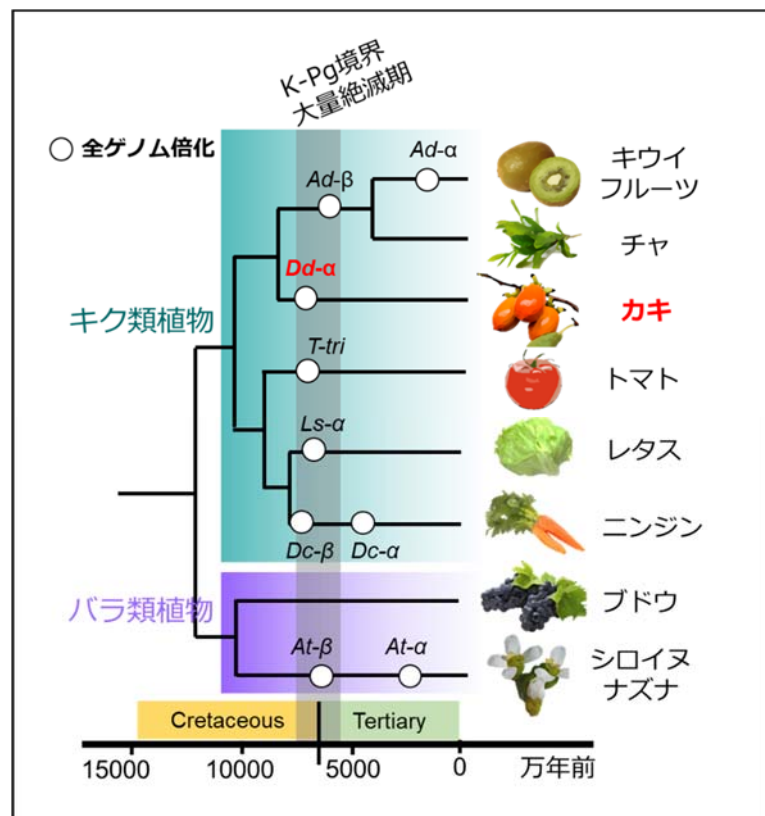 K-Pg境界
大量絶滅期
全ゲノム倍化
Ad-α
Ad-β
キウイ
フルーツ
チャ
Dd-α
カキ
キク類植物
T-tri
トマト
Ls-α
レタス
ニンジン
Dc-β
Dc-α
ブドウ
バラ類植物
At-β
At-α
シロイヌ
ナズナ
Cretaceous
Tertiary
15000
10000
5000
0
万年前